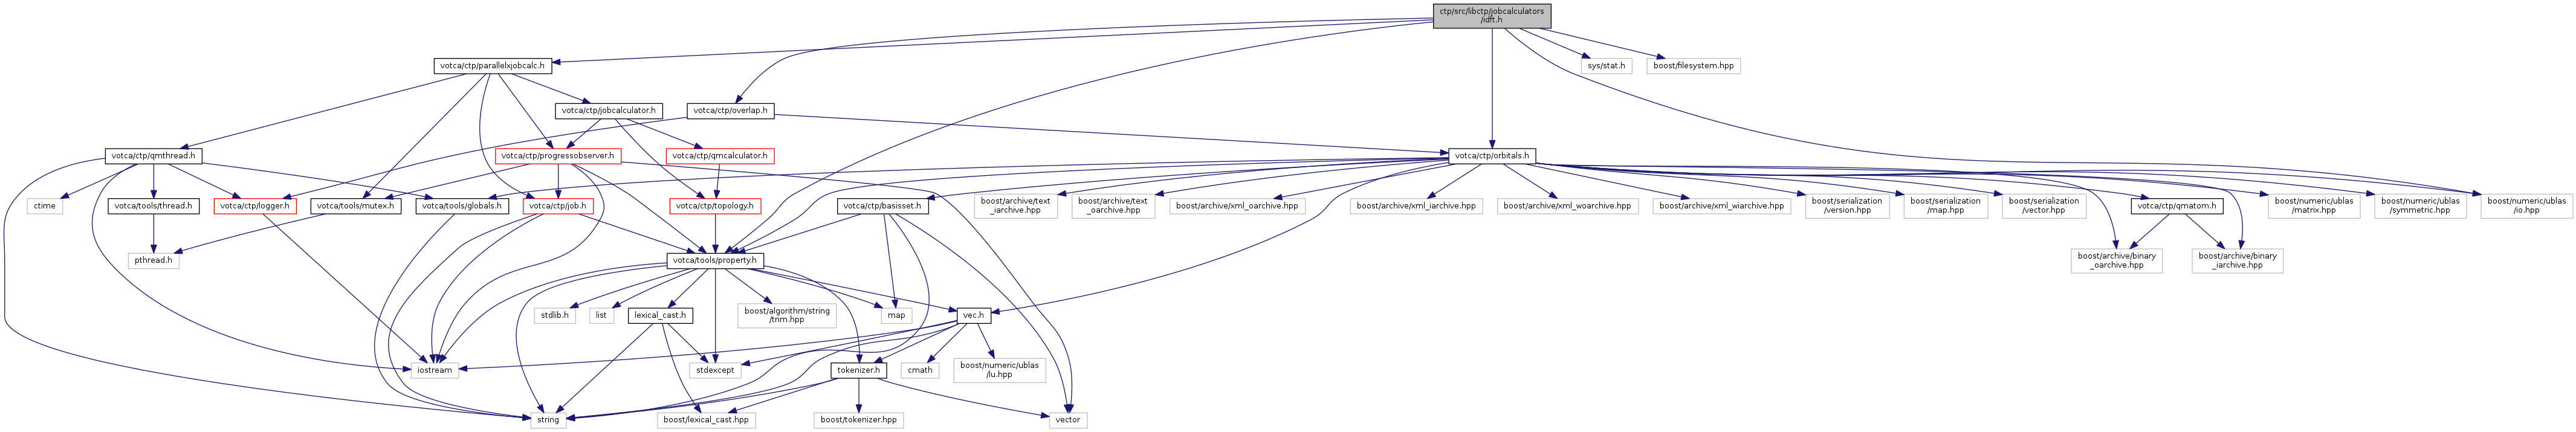 ctp/src/libctp/jobcalculators
/idft.h
votca/ctp/parallelxjobcalc.h
sys/stat.h
boost/filesystem.hpp
votca/ctp/jobcalculator.h
votca/ctp/overlap.h
votca/ctp/qmthread.h
votca/ctp/progressobserver.h
votca/ctp/qmcalculator.h
votca/ctp/orbitals.h
ctime
votca/tools/thread.h
votca/ctp/logger.h
votca/tools/mutex.h
votca/tools/globals.h
votca/ctp/job.h
votca/ctp/topology.h
votca/ctp/basisset.h
boost/archive/text
_iarchive.hpp
boost/archive/text
_oarchive.hpp
boost/archive/xml_oarchive.hpp
boost/archive/xml_iarchive.hpp
boost/archive/xml_woarchive.hpp
boost/archive/xml_wiarchive.hpp
boost/serialization
/version.hpp
boost/serialization
/map.hpp
boost/serialization
/vector.hpp
votca/ctp/qmatom.h
boost/numeric/ublas
/matrix.hpp
boost/numeric/ublas
/symmetric.hpp
boost/numeric/ublas
/io.hpp
pthread.h
votca/tools/property.h
boost/archive/binary
_oarchive.hpp
boost/archive/binary
_iarchive.hpp
stdlib.h
list
lexical_cast.h
boost/algorithm/string
/trim.hpp
map
vec.h
iostream
stdexcept
tokenizer.h
cmath
boost/numeric/ublas
/lu.hpp
string
boost/lexical_cast.hpp
boost/tokenizer.hpp
vector